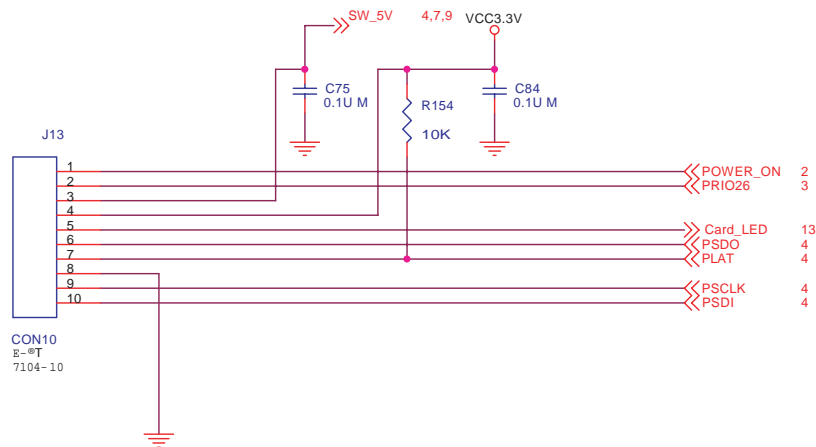 SW_5V 4,7,9 VCC3.3V
C75
0.1U M
R154
10K
C84
0.1U M
J13
1 POWER_ON 2
2 PRIO26 3
3
4
5 Card_LED 13
6 PSDO 4
7 PLAT 4
8
9 PSCLK 4
10 PSDI 4
CON10
E-®T
7104-10